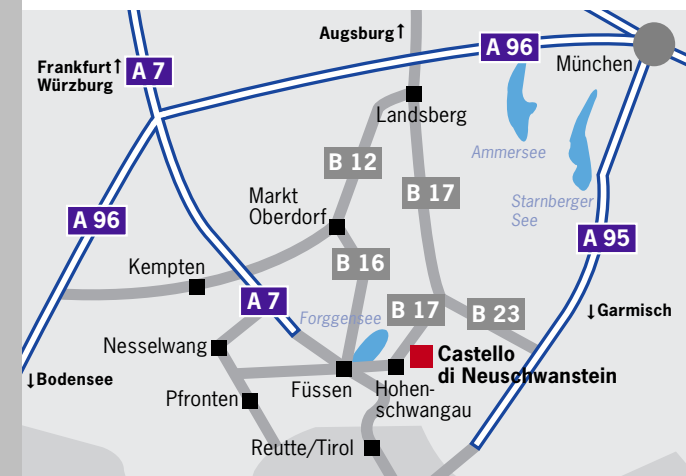 Augsburg↑
A 96
München
Frankfurt↑
Würzburg
A 7
Landsberg
Ammersee
B 12
B 17
Starnberger
See
Markt
Oberdorf
A 96
A 95
Kempten
B 16
A 7
Forggensee
B 17
B 23
↓Garmisch
Nesselwang
Castello
di Neuschwanstein
↓Bodensee
Füssen
Hohen-
schwangau
Pfronten
Reutte/Tirol